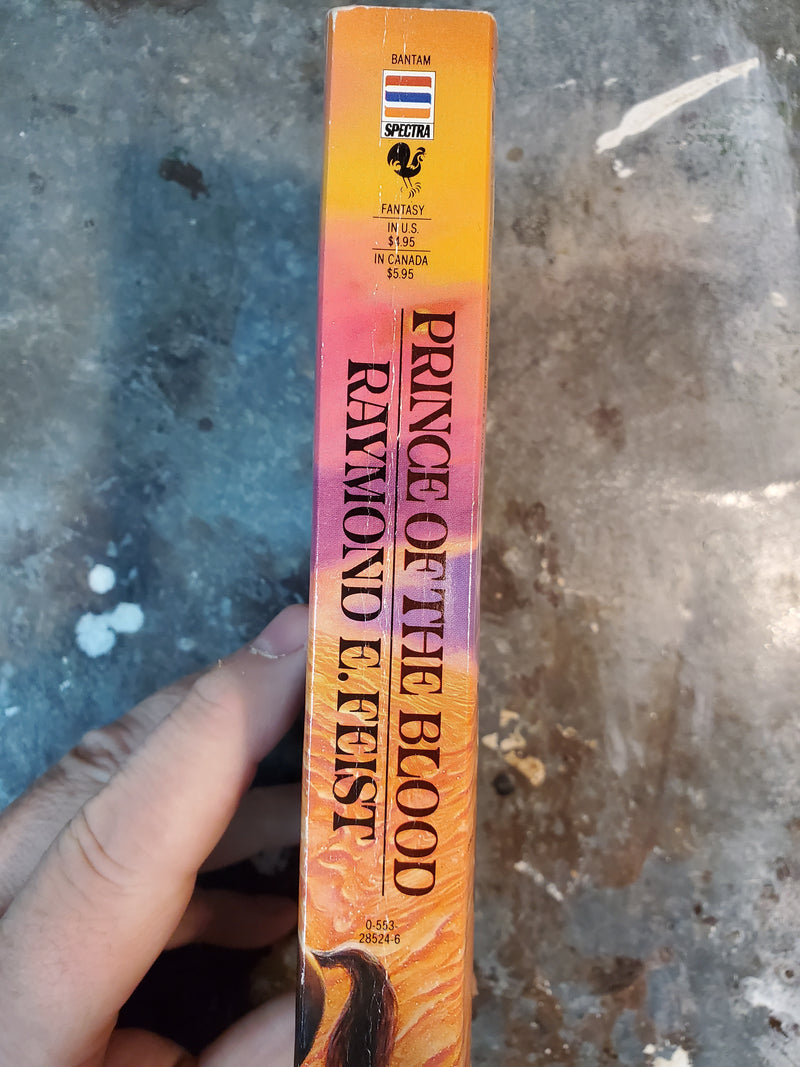 BANTAM
SPECTRA
FANTASY
IN U.S.
$4.95
IN CANADA
$5.95
PRINCE OF THE BLOOD
RAYMOND E. FEIST
0-553-
28524-6